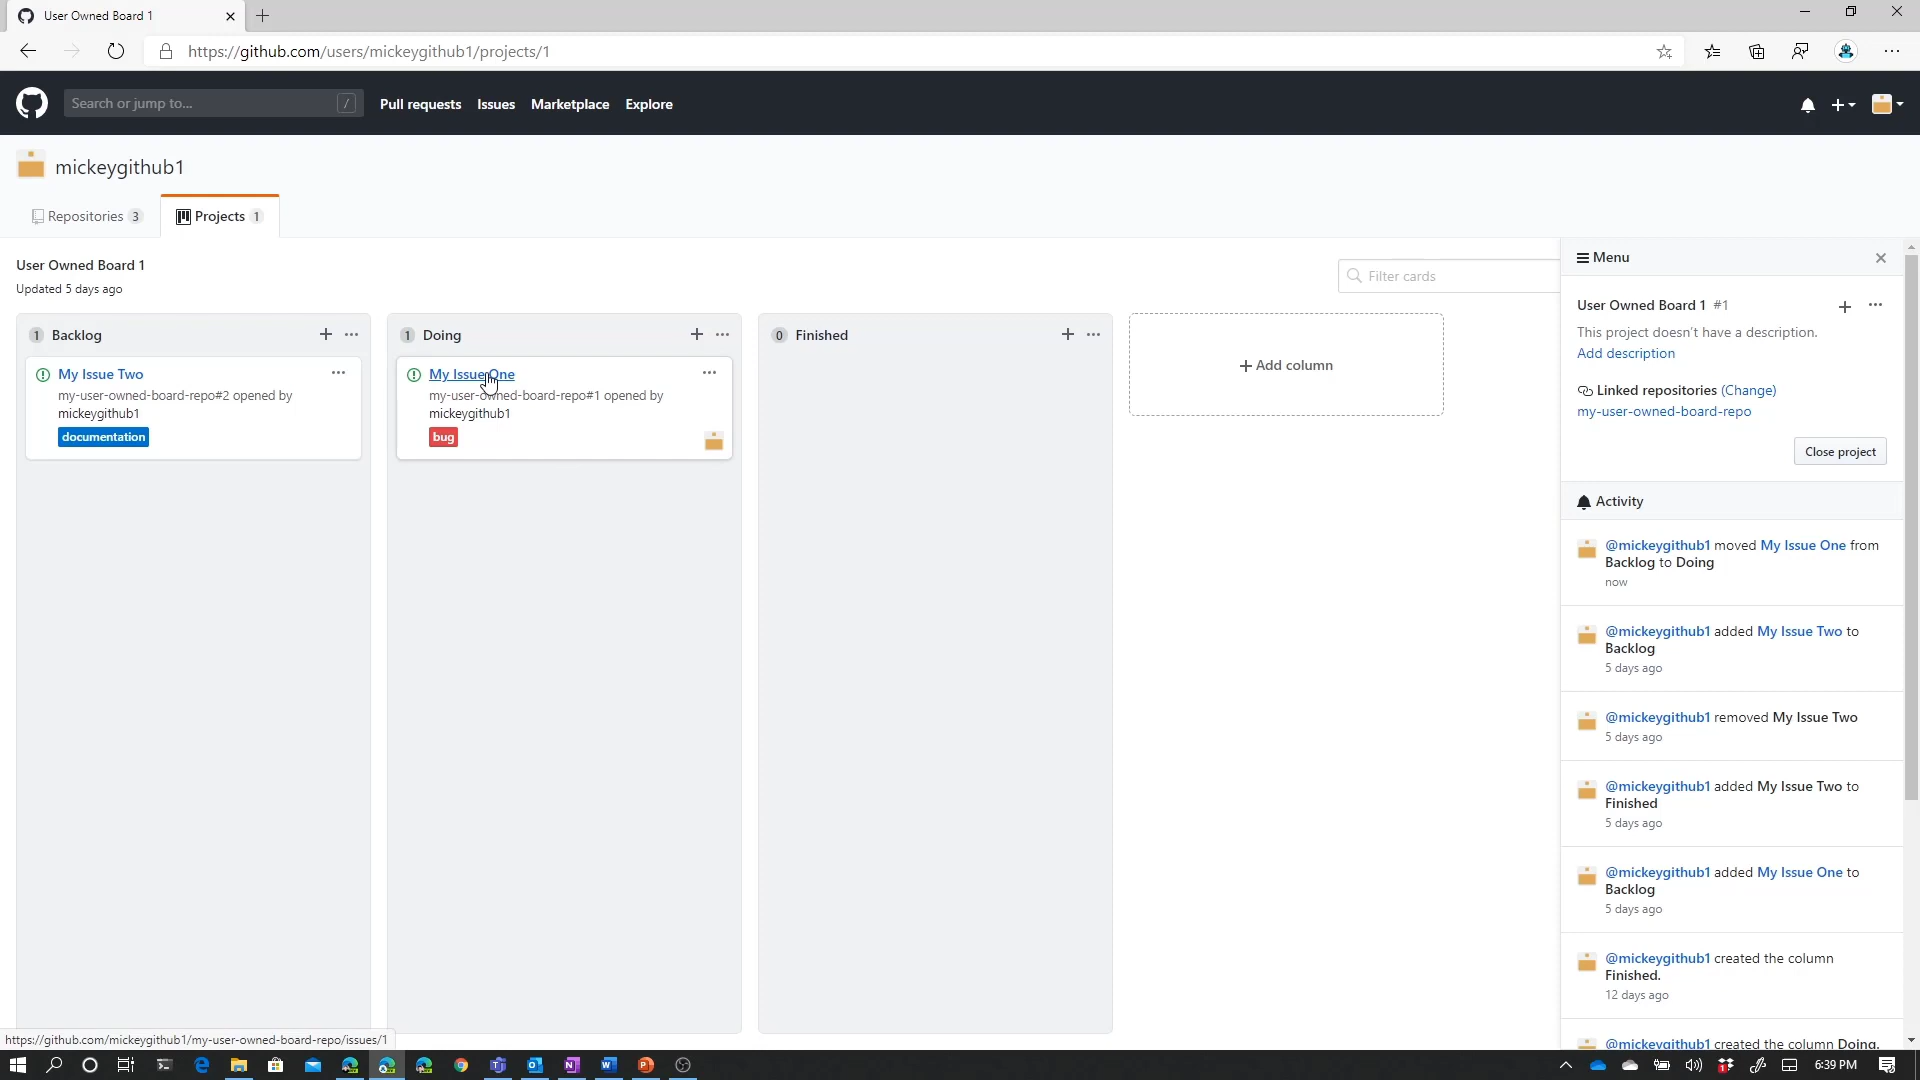 User Owned Board 1
https://github.com/users/mickeygithub1/projects/1
Search or jump to...
/
Pull requests
Issues
Marketplace
Explore
mickeygithub1
Repositories 3
Projects 1
User Owned Board 1
Updated 5 days ago
Filter cards
1 Backlog
My Issue Two
my-user-owned-board-repo#2 opened by
mickeygithub1
documentation
1 Doing
My Issue One
my-user-owned-board-repo#1 opened by
mickeygithub1
bug
0 Finished
+ Add column
Menu
User Owned Board 1 #1
This project doesn't have a description.
Add description
Linked repositories (Change)
my-user-owned-board-repo
Close project
Activity
@mickeygithub1 moved My Issue One from
Backlog to Doing
now
@mickeygithub1 added My Issue Two to
Backlog
5 days ago
@mickeygithub1 removed My Issue Two
5 days ago
@mickeygithub1 added My Issue Two to
Finished
5 days ago
@mickeygithub1 added My Issue One to
Backlog
5 days ago
@mickeygithub1 created the column
Finished.
12 days ago
@mickeygithub1 created the column Doing.
https://github.com/mickeygithub1/my-user-owned-board-repo/issues/1
6:39 PM